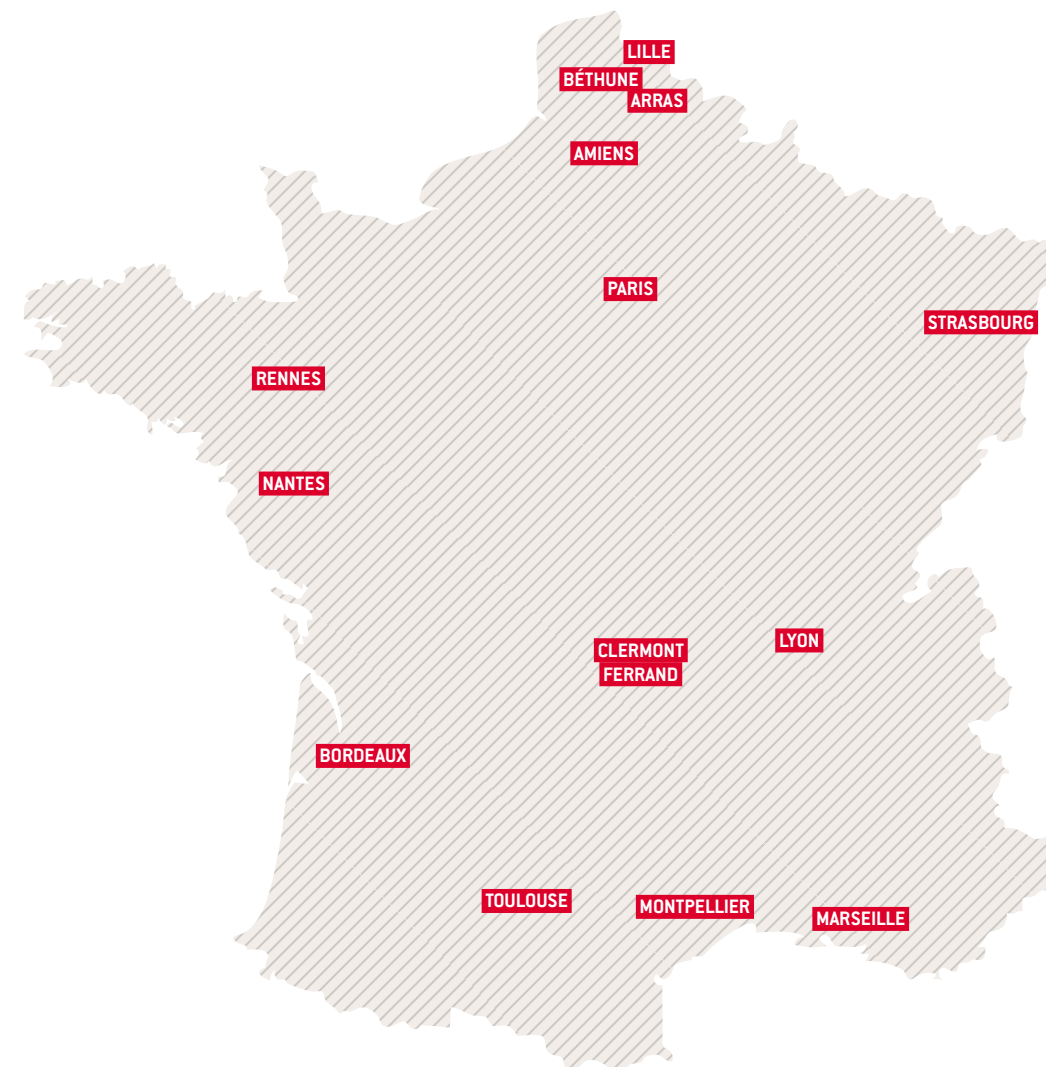 LILLE
BÉTHUNE
ARRAS
AMIENS
PARIS
STRASBOURG
RENNES
NANTES
LYON
CLERMONT
FERRAND
BORDEAUX
TOULOUSE
MONTPELLIER
MARSEILLE